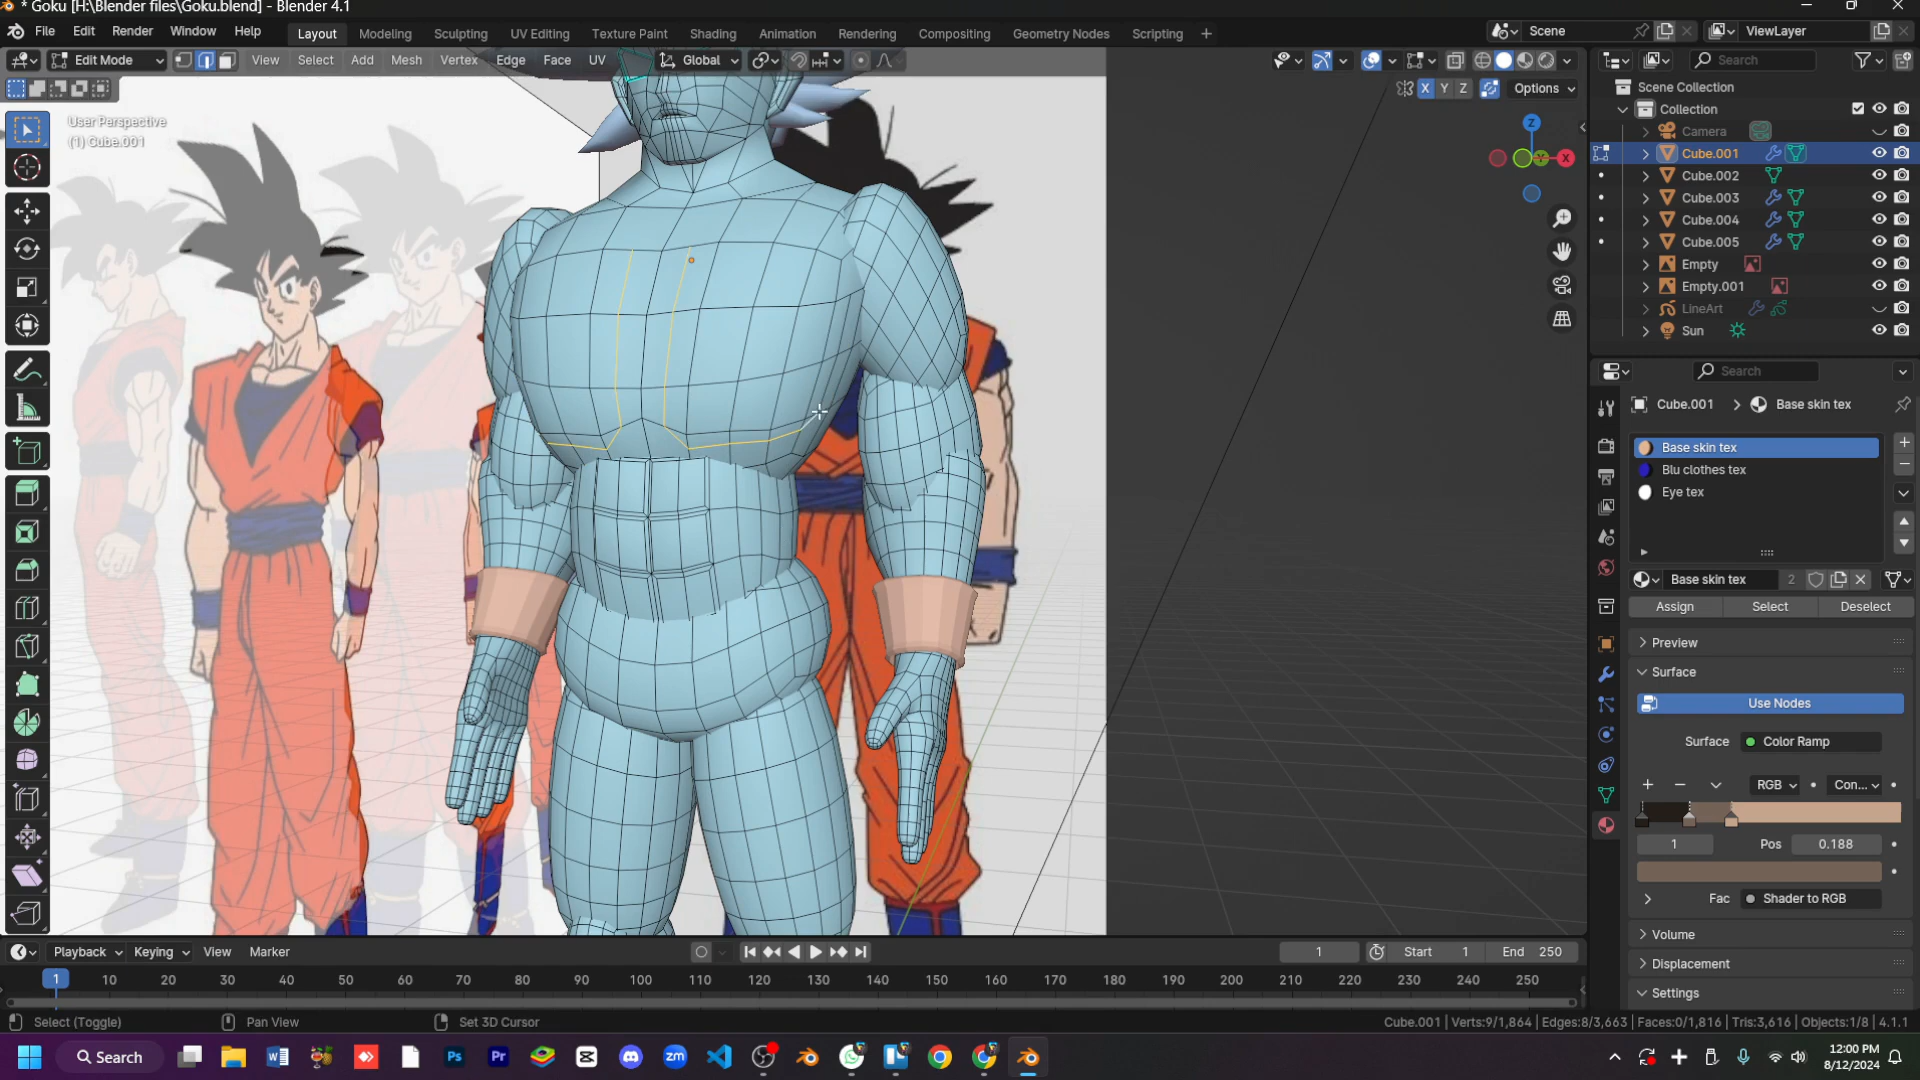 * Goku [H:\Blender files\Goku.blend] - Blender 4.1
File Edit Render Window Help
Layout Modeling Sculpting UV Editing Texture Paint Shading Animation Rendering Compositing Geometry Nodes Scripting +
Scene
ViewLayer
Edit Mode View Select Add Mesh Vertex Edge Face UV Global
Search
X Y Z Options
User Perspective
(1) Cube.001
Z
X
Scene Collection
Collection
Camera
Cube.001
Cube.002
Cube.003
Cube.004
Cube.005
Empty
Empty.001
LineArt
Sun
Search
Cube.001 > Base skin tex
Base skin tex
Blu clothes tex
Eye tex
Base skin tex 2
Assign Select Deselect
Preview
Surface
Use Nodes
Surface Color Ramp
RGB Con...
1 Pos 0.188
Fac Shader to RGB
Volume
Displacement
Settings
Playback Keying View Marker
1 Start 1 End 250
1 10 20 30 40 50 60 70 80 90 100 110 120 130 140 150 160 170 180 190 200 210 220 230 240 250
Select (Toggle) Pan View Set 3D Cursor
Cube.001 | Verts:9/1,864 | Edges:8/3,663 | Faces:0/1,816 | Tris:3,616 | Objects:1/8 | 4.1.1
Search
Ps
Pr
zm
12:00 PM
8/12/2024